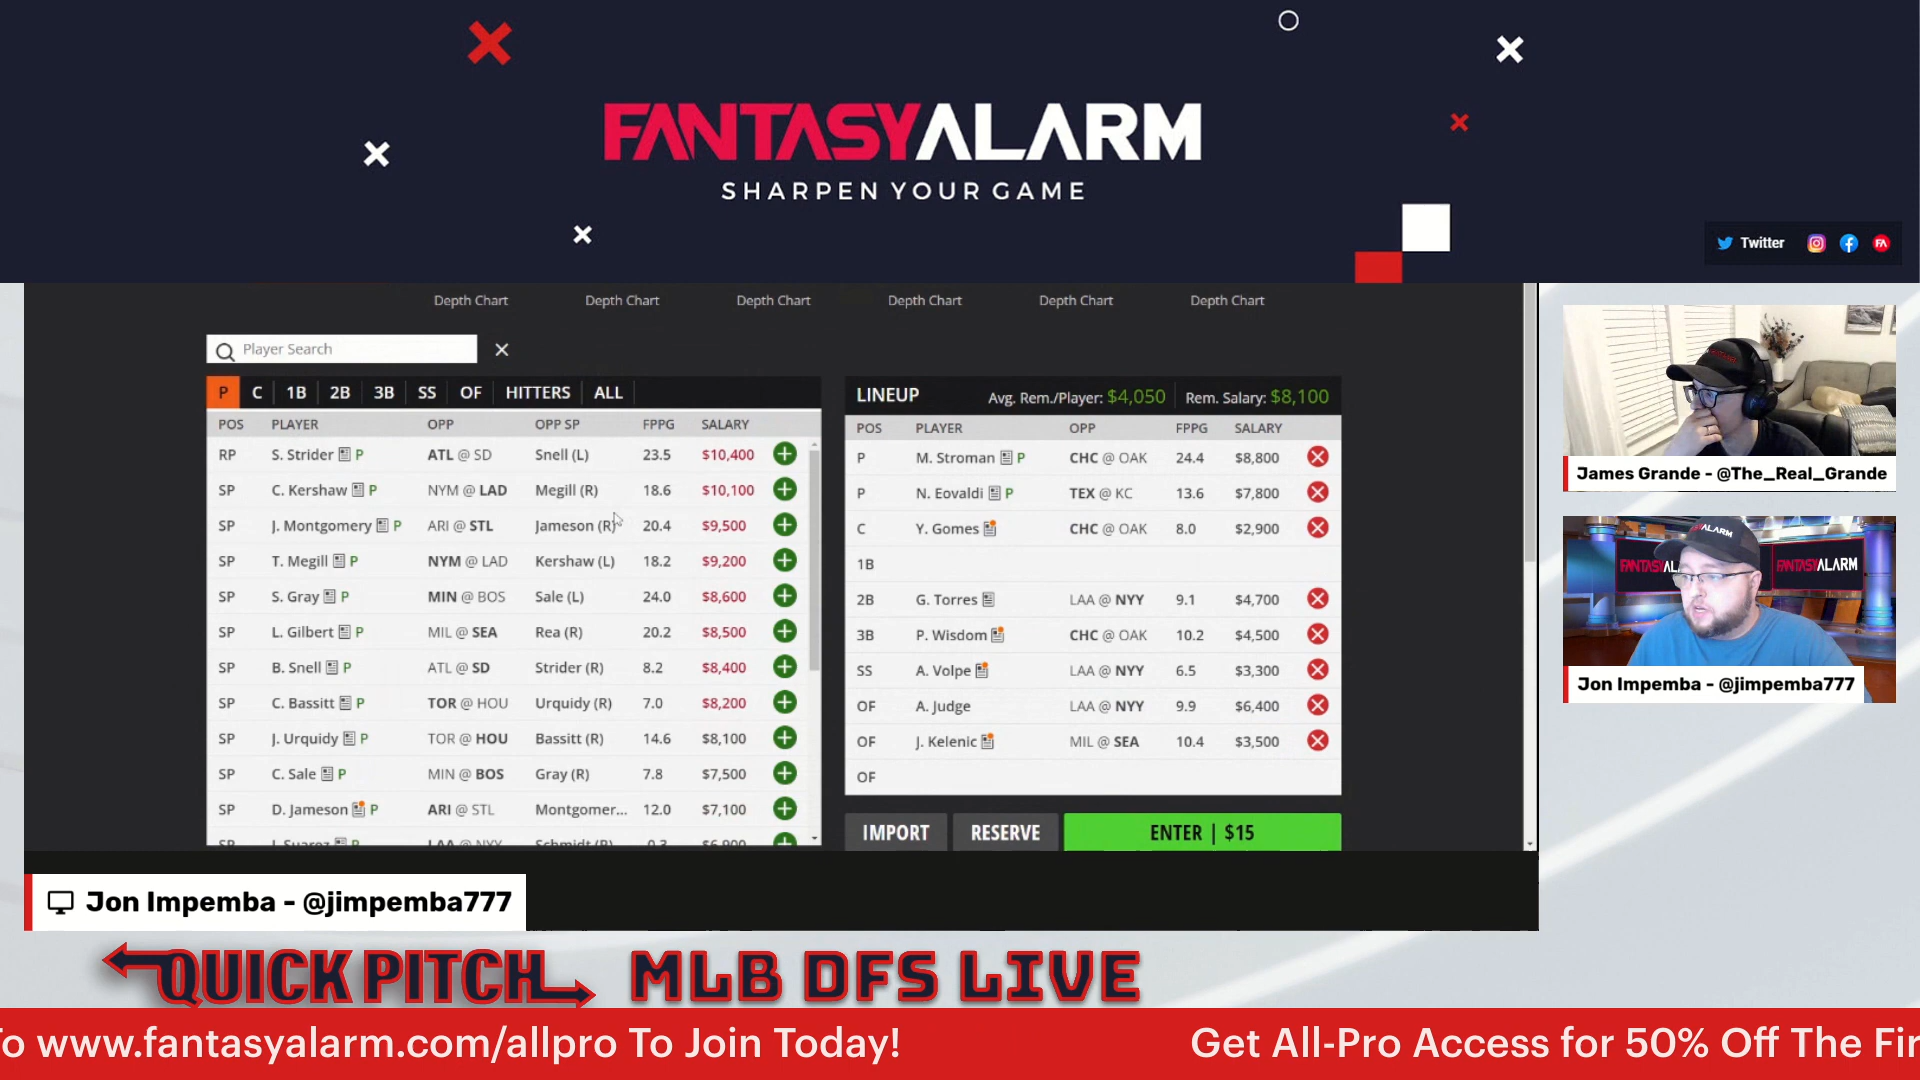 FANTASYALARM
SHARPEN YOUR GAME
Twitter
FA
Depth Chart Depth Chart Depth Chart Depth Chart Depth Chart Depth Chart
Player Search
P C 1B 2B 3B SS OF HITTERS ALL
POS PLAYER OPP OPP SP FPPG SALARY
RP S. Strider P ATL @ SD Snell (L) 23.5 $10,400
SP C. Kershaw P NYM @ LAD Megill (R) 18.6 $10,100
SP J. Montgomery P ARI @ STL Jameson (R) 20.4 $9,500
SP T. Megill P NYM @ LAD Kershaw (L) 18.2 $9,200
SP S. Gray P MIN @ BOS Sale (L) 24.0 $8,600
SP L. Gilbert P MIL @ SEA Rea (R) 20.2 $8,500
SP B. Snell P ATL @ SD Strider (R) 8.2 $8,400
SP C. Bassitt P TOR @ HOU Urquidy (R) 7.0 $8,200
SP J. Urquidy P TOR @ HOU Bassitt (R) 14.6 $8,100
SP C. Sale P MIN @ BOS Gray (R) 7.8 $7,500
SP D. Jameson P ARI @ STL Montgomer... 12.0 $7,100
SP J. Suarez P LAA @ NYY Schmidt (R)
LINEUP Avg. Rem./Player: $4,050 Rem. Salary: $8,100
POS PLAYER OPP FPPG SALARY
P M. Stroman P CHC @ OAK 24.4 $8,800
P N. Eovaldi P TEX @ KC 13.6 $7,800
C Y. Gomes CHC @ OAK 8.0 $2,900
1B
2B G. Torres LAA @ NYY 9.1 $4,700
3B P. Wisdom CHC @ OAK 10.2 $4,500
SS A. Volpe LAA @ NYY 6.5 $3,300
OF A. Judge LAA @ NYY 9.9 $6,400
OF J. Kelenic MIL @ SEA 10.4 $3,500
OF
IMPORT RESERVE ENTER | $15
James Grande - @The_Real_Grande
ALARM
FANTASYAL
FANTASYALARM
Jon Impemba - @jimpemba777
Jon Impemba - @jimpemba777
QUICK PITCH MLB DFS LIVE
To www.fantasyalarm.com/allpro To Join Today! Get All-Pro Access for 50% Off The Fir